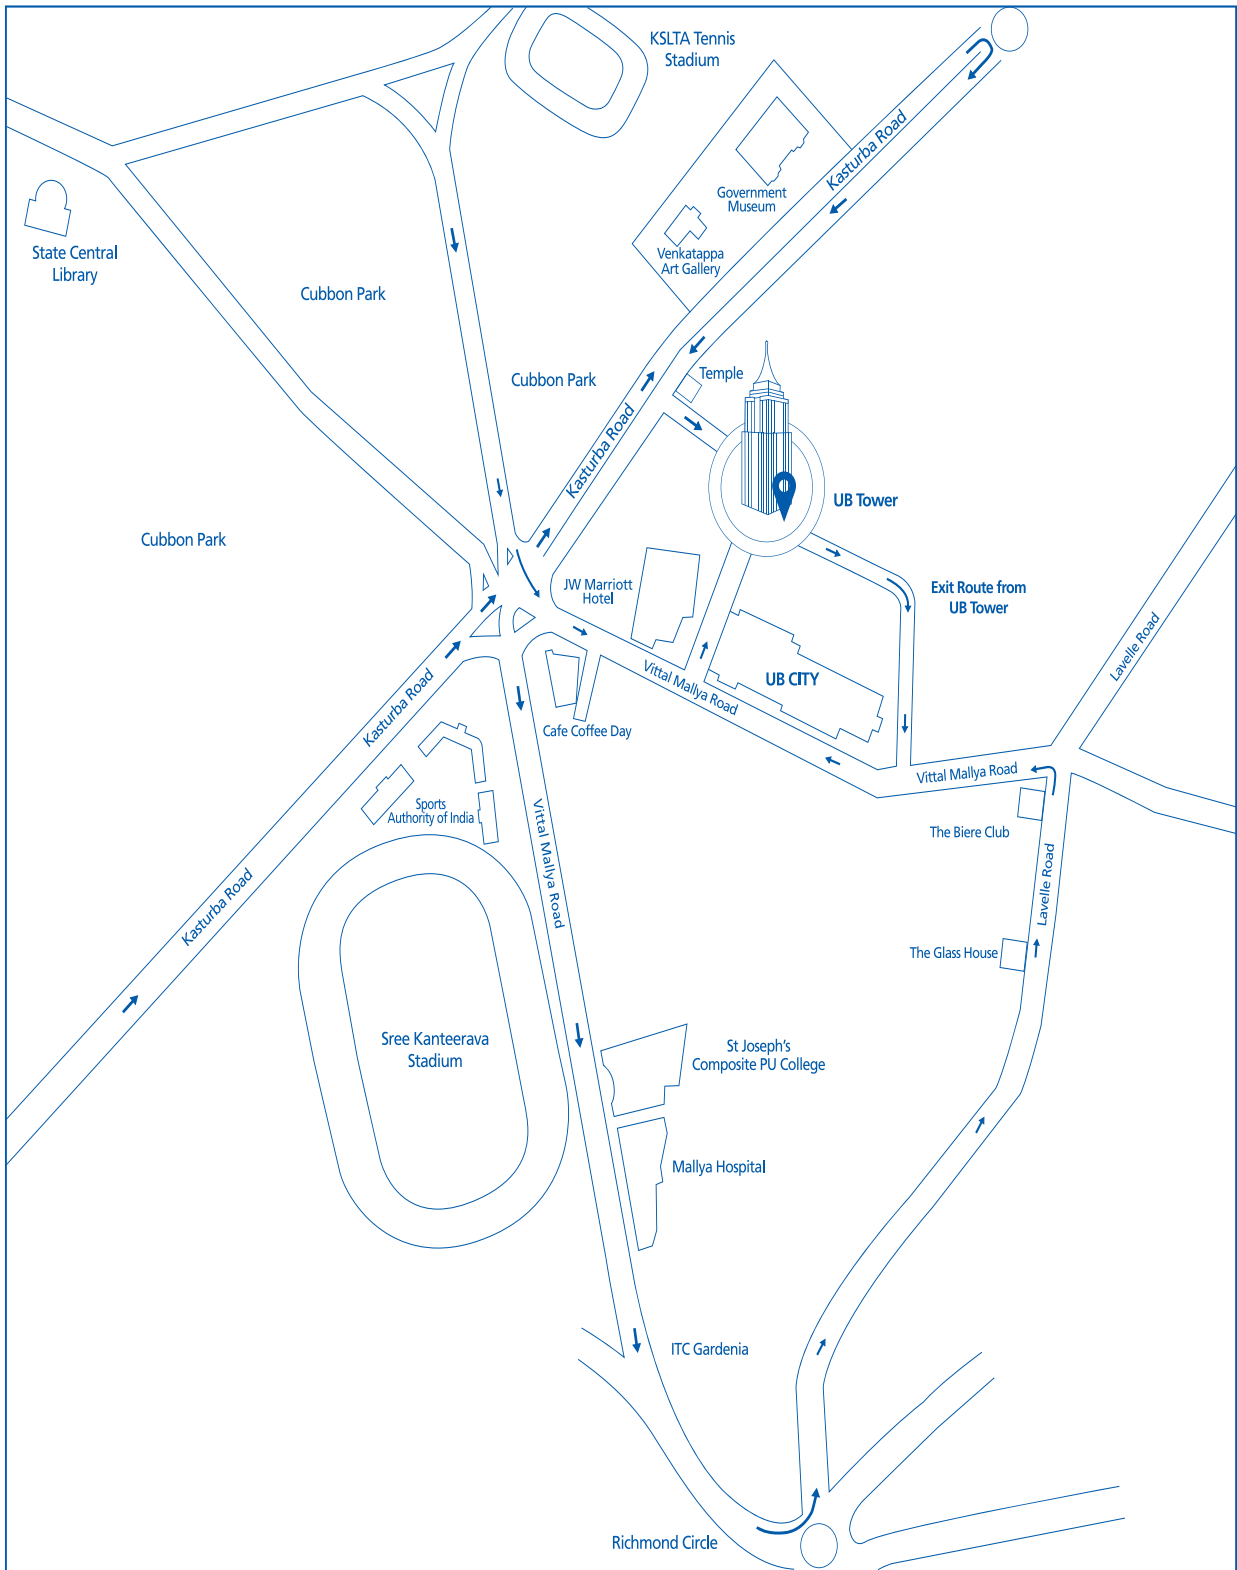 KSLTA Tennis
Stadium
Kasturba Road
Government
Museum
State Central
Library
Venkatappa
Art Gallery
Cubbon Park
Cubbon Park
Temple
Kasturba Road
UB Tower
Cubbon Park
JW Marriott
Hotel
Exit Route from
UB Tower
Lavelle Road
Vittal Mallya Road
UB CITY
Kasturba Road
Cafe Coffee Day
Vittal Mallya Road
Sports
Authority of India
The Biere Club
Vittal Mallya Road
Lavelle Road
Kasturba Road
The Glass House
Sree Kanteerava
Stadium
St Joseph's
Composite PU College
Mallya Hospital
ITC Gardenia
Richmond Circle